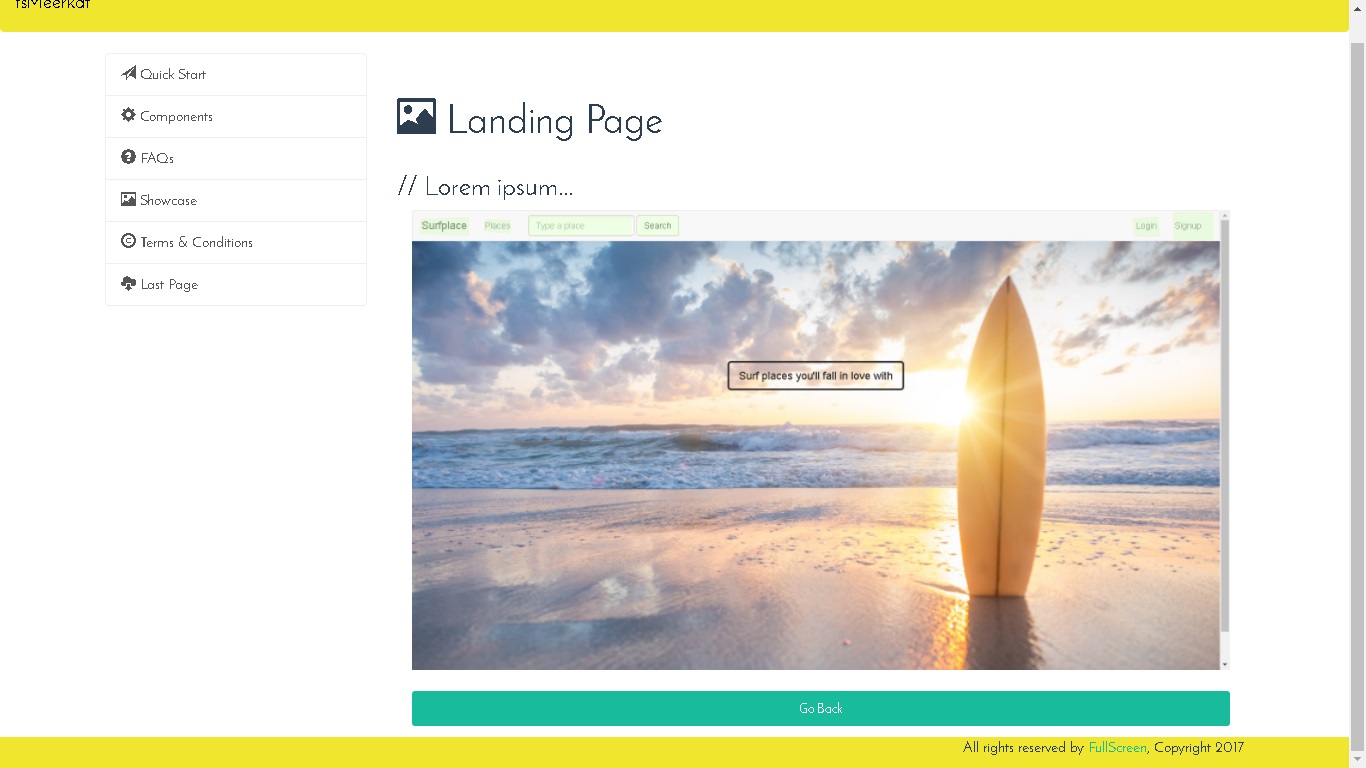 fsMeerkat
Quick Start
Components
FAQs
Showcase
Terms & Conditions
Last Page
Landing Page
// Lorem ipsum...
Surfplace Places Type a place Search Login Signup
Surf places you'll fall in love with
Go Back
All rights reserved by FullScreen, Copyright 2017